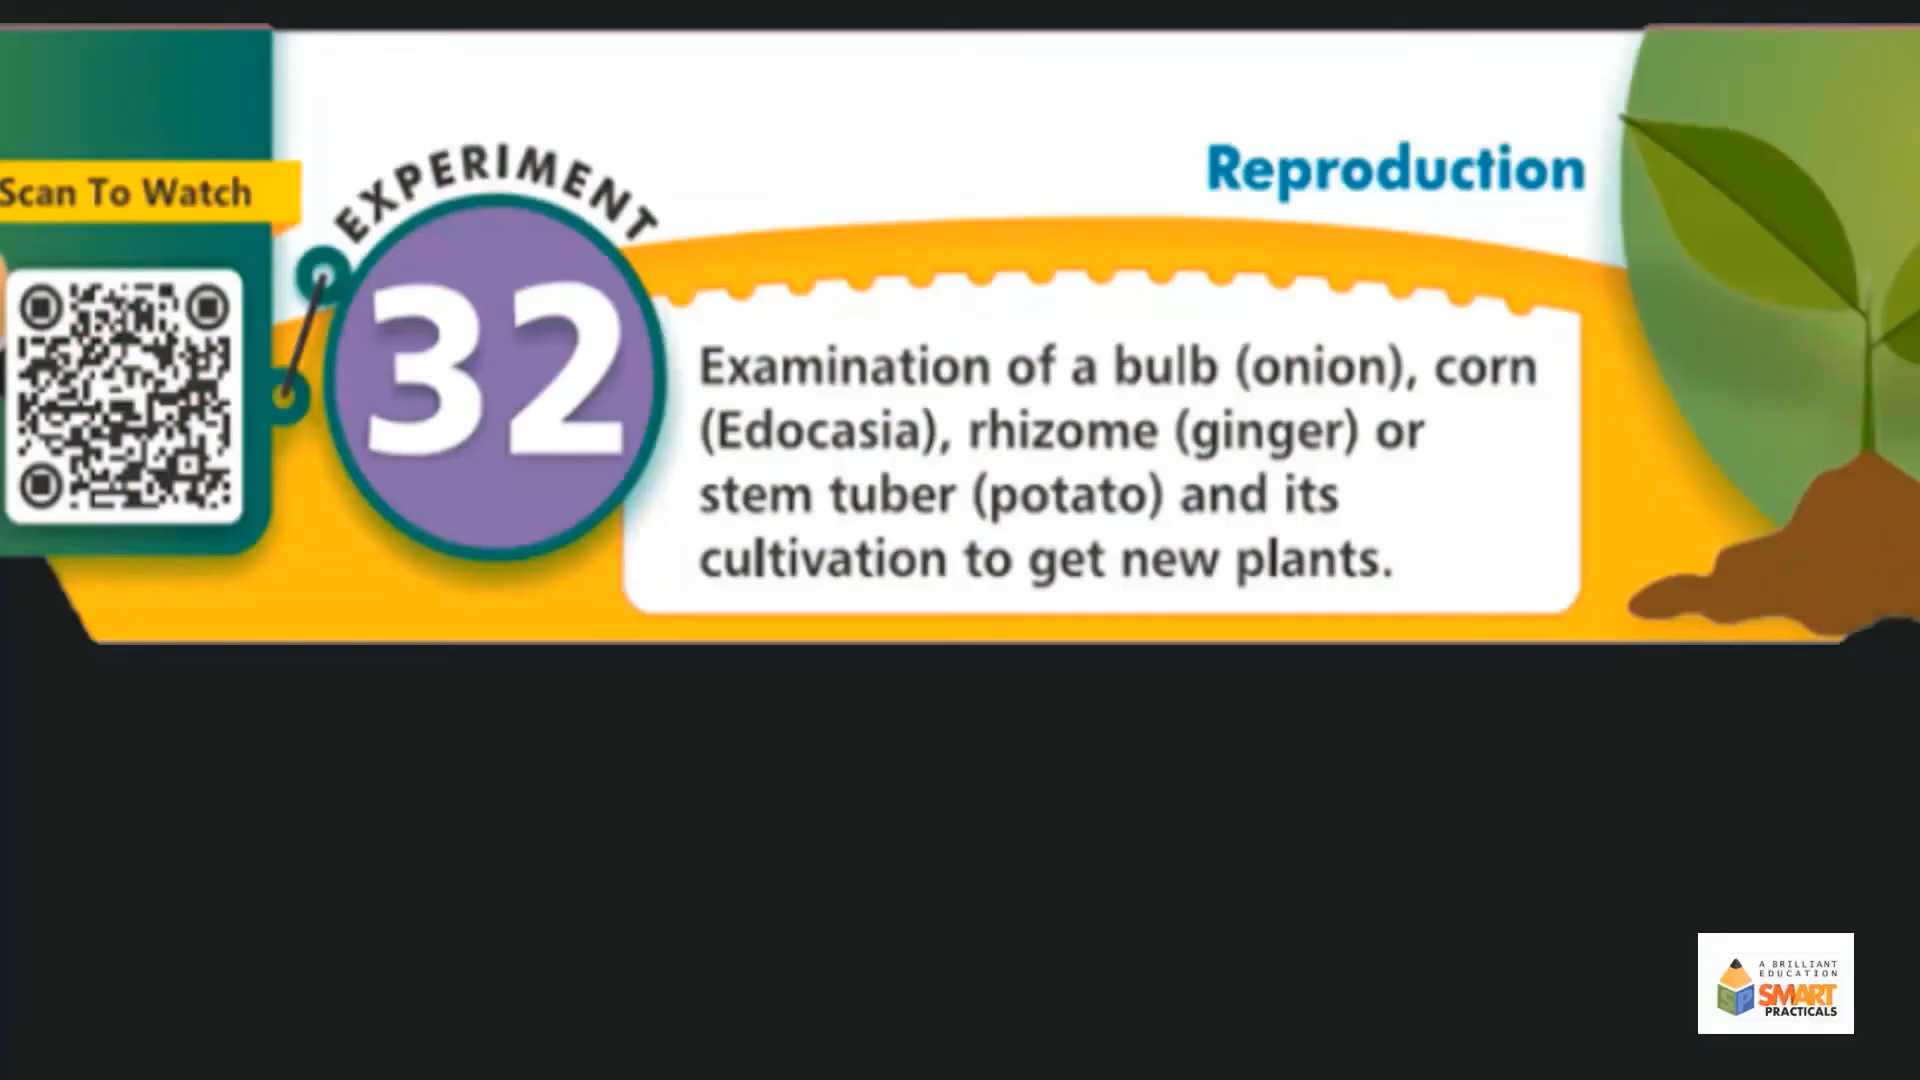 Scan To Watch
EXPERIMENT
32
Reproduction
Examination of a bulb (onion), corn
(Edocasia), rhizome (ginger) or
stem tuber (potato) and its
cultivation to get new plants.
A BRILLIANT
EDUCATION
SP SMART
PRACTICALS